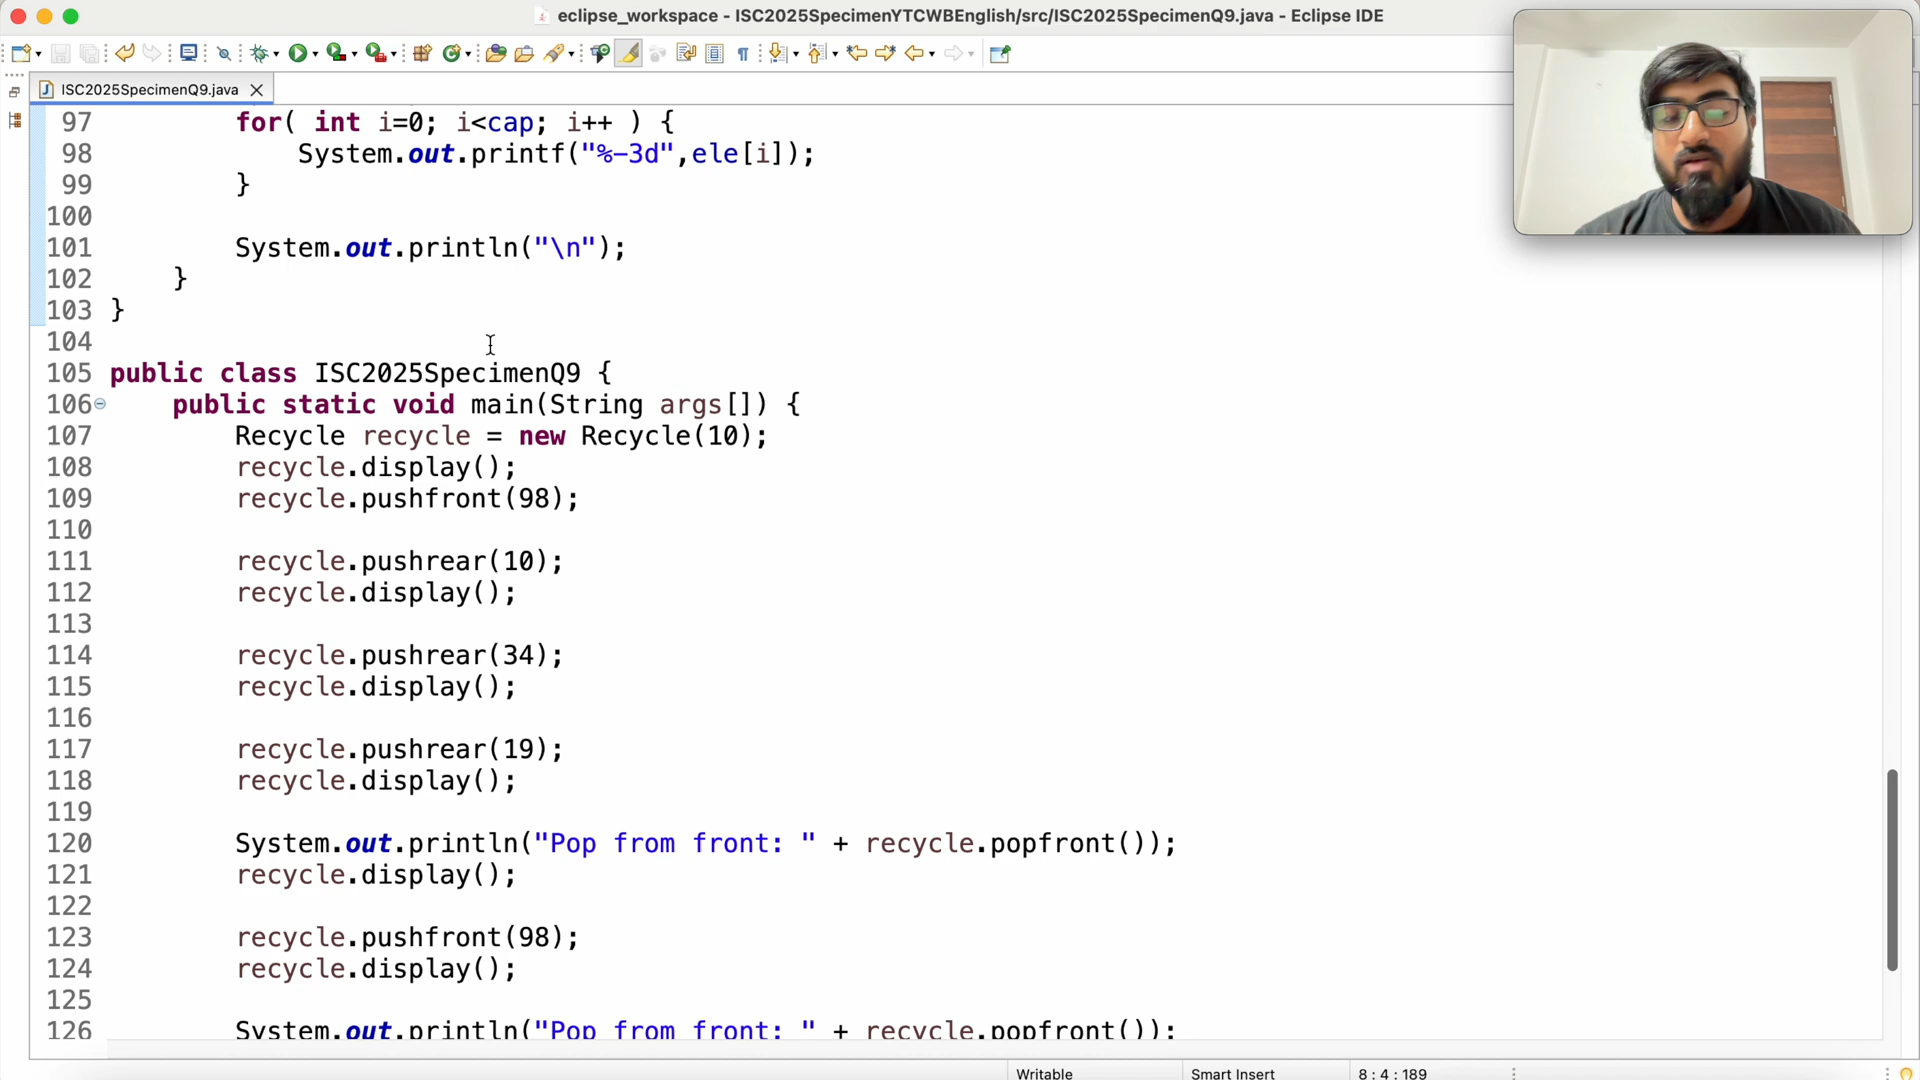 eclipse_workspace - ISC2025SpecimenYTCWBEnglish/src/ISC2025SpecimenQ9.java - Eclipse IDE
ISC2025SpecimenQ9.java
97 for( int i=0; i<cap; i++ ) {
98 System.out.printf("%-3d",ele[i]);
99 }
100
101 System.out.println("\n");
102 }
103 }
104
105 public class ISC2025SpecimenQ9 {
106 public static void main(String args[]) {
107 Recycle recycle = new Recycle(10);
108 recycle.display();
109 recycle.pushfront(98);
110
111 recycle.pushrear(10);
112 recycle.display();
113
114 recycle.pushrear(34);
115 recycle.display();
116
117 recycle.pushrear(19);
118 recycle.display();
119
120 System.out.println("Pop from front: " + recycle.popfront());
121 recycle.display();
122
123 recycle.pushfront(98);
124 recycle.display();
125
126 System.out.println("Pop from front: " + recycle.popfront());
Writable Smart Insert 8 : 4 : 189